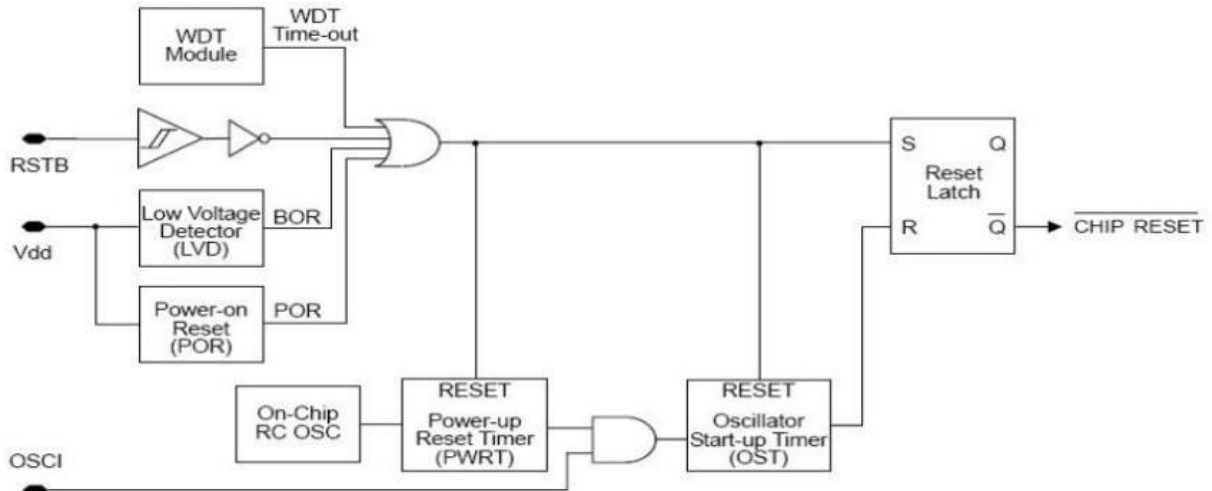 WDT
Module
WDT
Time-out
RSTB
Vdd
Low Voltage
Detector
(LVD)
BOR
Power-on
Reset
(POR)
POR
S
Q
Reset
Latch
R
Q
CHIP RESET
On-Chip
RC OSC
RESET
Power-up
Reset Timer
(PWRT)
RESET
Oscillator
Start-up Timer
(OST)
OSCI